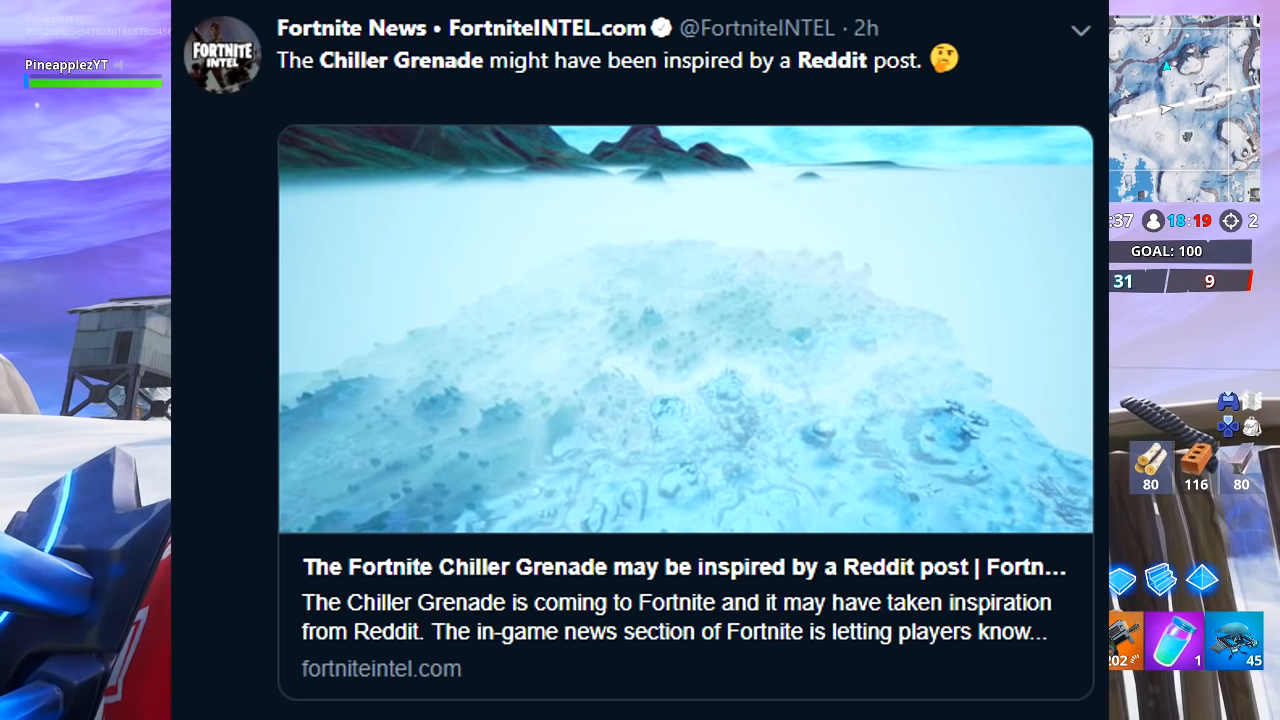 PineapplezYT
FORTNITE
INTEL
Fortnite News • FortniteINTEL.com @FortniteINTEL · 2h
The Chiller Grenade might have been inspired by a Reddit post. 🤔
The Fortnite Chiller Grenade may be inspired by a Reddit post | Fortn...
The Chiller Grenade is coming to Fortnite and it may have taken inspiration
from Reddit. The in-game news section of Fortnite is letting players know...
fortniteintel.com
:37 18:19 2
GOAL: 100
31 9
80 116 80
202 1 45